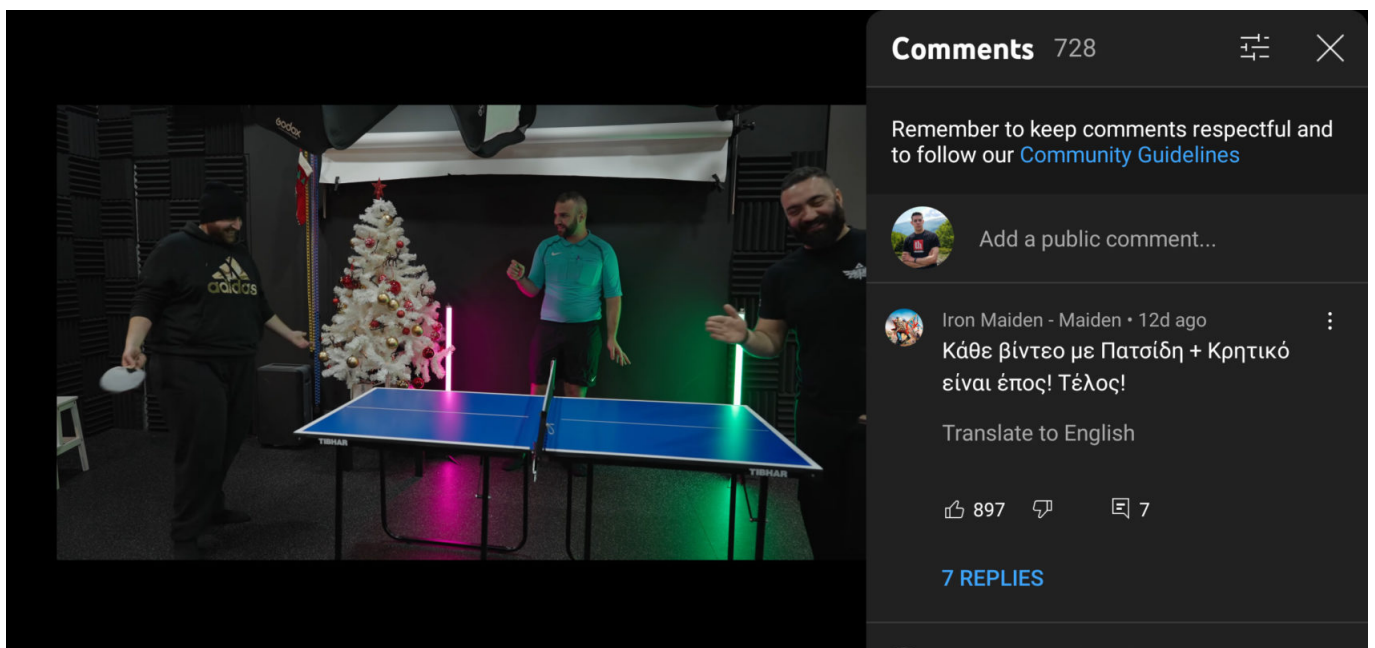 Comments 728
Remember to keep comments respectful and
to follow our Community Guidelines
Add a public comment...
Iron Maiden - Maiden • 12d ago
Κάθε βίντεο με Πατσίδη + Κρητικό
είναι έπος! Τέλος!
Translate to English
897 7
7 REPLIES
Godox
adidas
TIBHAR
TIBHAR